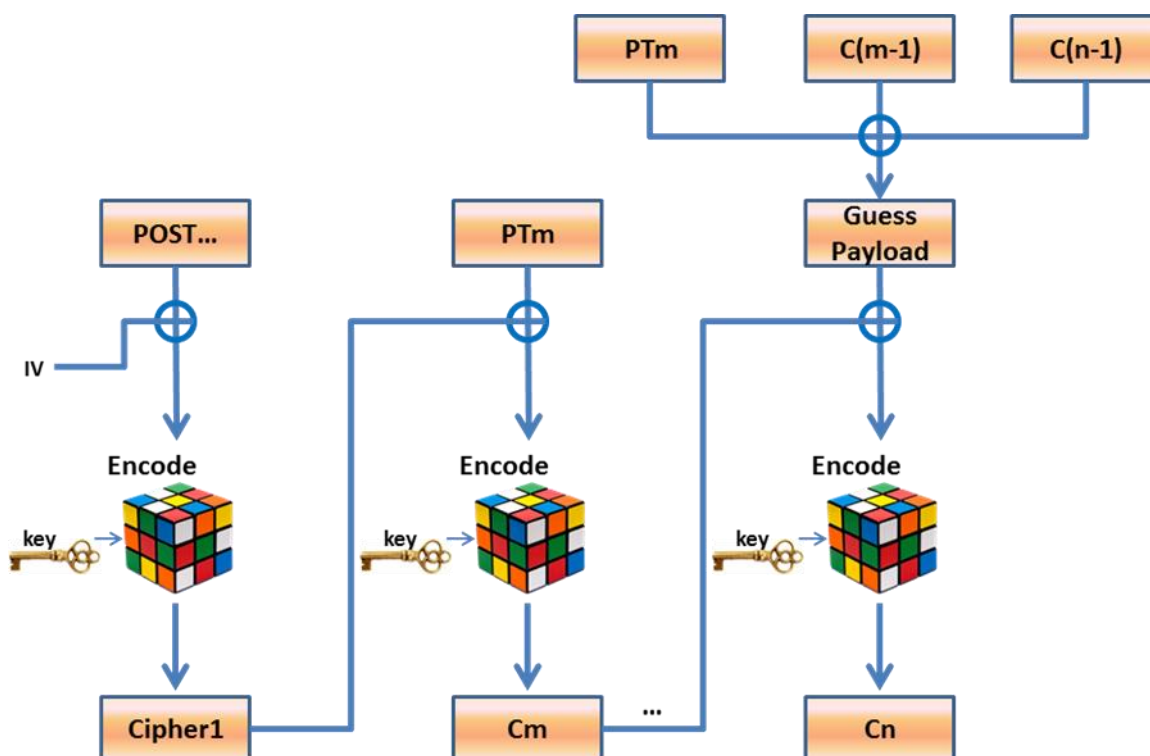 PTm
C(m-1)
C(n-1)
POST...
PTm
Guess
Payload
IV
Encode
Encode
Encode
key
key
key
Cipher1
Cm
...
Cn